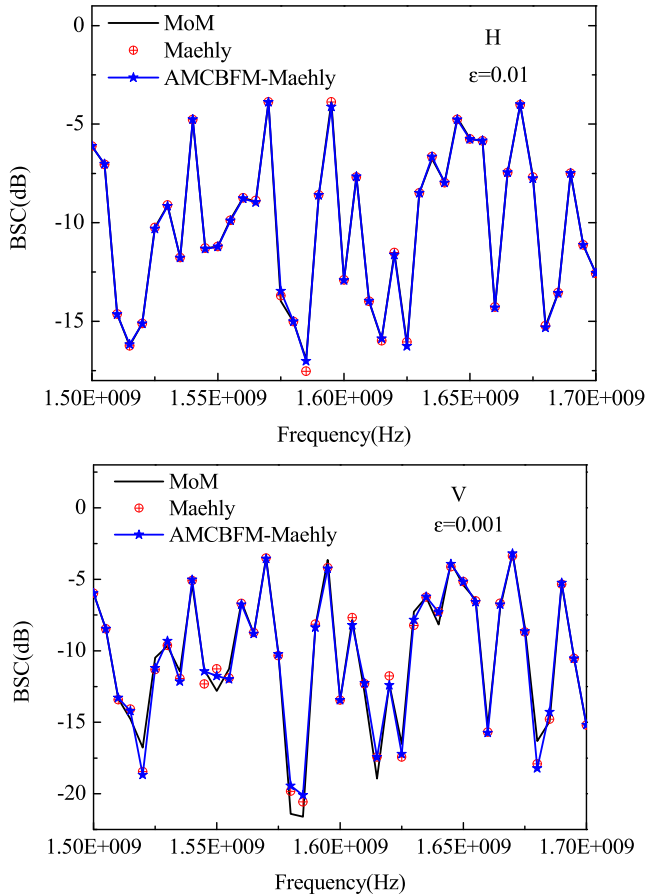 0
-5
-10
-15
BSC(dB)
MoM
Maehly
AMCBFM-Maehly
H
ε=0.01
1.50E+009 1.55E+009 1.60E+009 1.65E+009 1.70E+009
Frequency(Hz)
0
-5
-10
-15
-20
BSC(dB)
MoM
Maehly
AMCBFM-Maehly
V
ε=0.001
1.50E+009 1.55E+009 1.60E+009 1.65E+009 1.70E+009
Frequency(Hz)